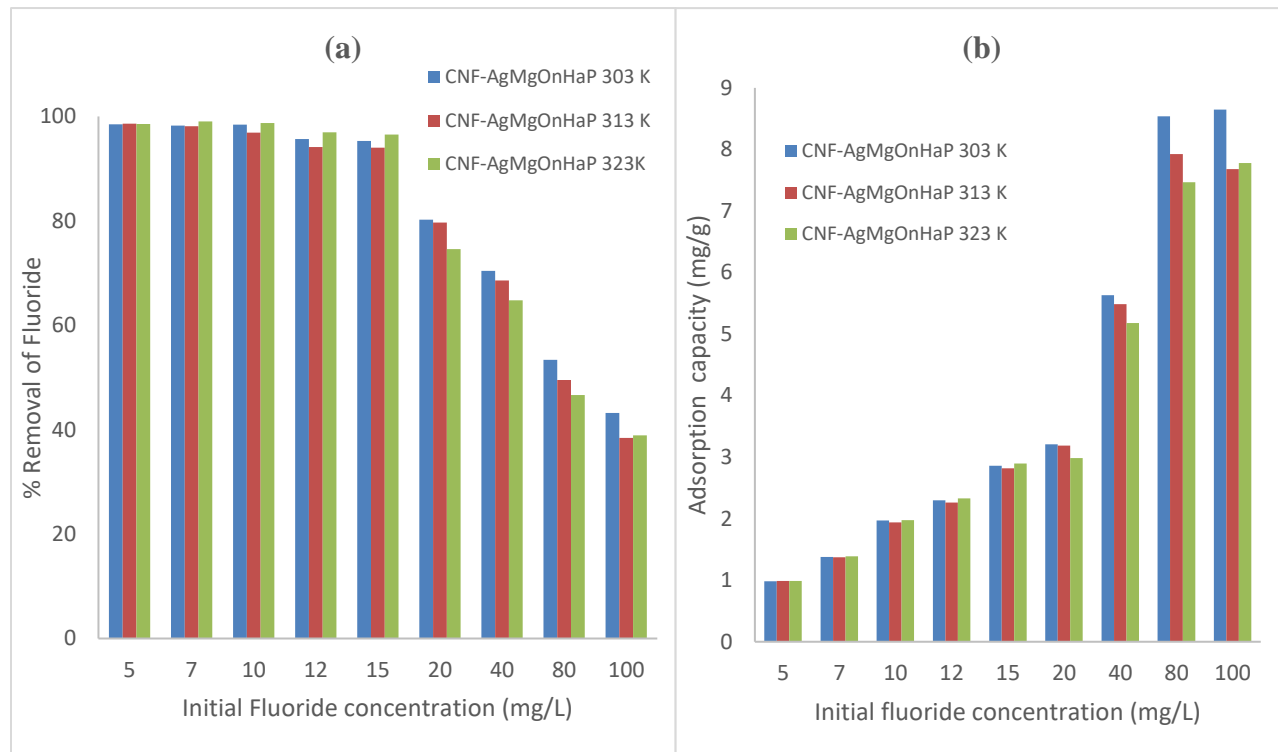 (a)
CNF-AgMgOnHaP 303 K
CNF-AgMgOnHaP 313 K
CNF-AgMgOnHaP 323K
% Removal of Fluoride
100
80
60
40
20
0
5 7 10 12 15 20 40 80 100
Initial Fluoride concentration (mg/L)
(b)
CNF-AgMgOnHaP 303 K
CNF-AgMgOnHaP 313 K
CNF-AgMgOnHaP 323 K
Adsorption capacity (mg/g)
9
8
7
6
5
4
3
2
1
0
5 7 10 12 15 20 40 80 100
Initial fluoride concentration (mg/L)